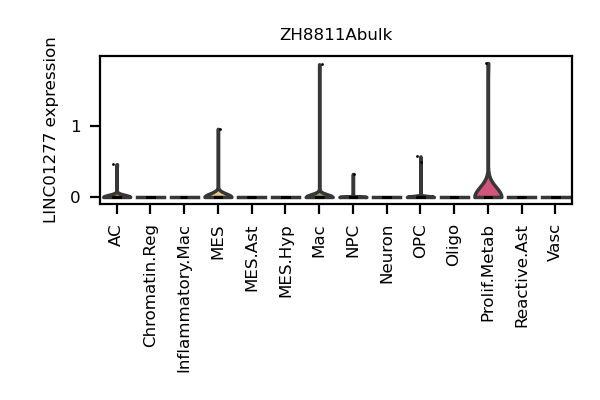 ZH8811Abulk
LINC01277 expression
1
0
AC
Chromatin.Reg
Inflammatory.Mac
MES
MES.Ast
MES.Hyp
Mac
NPC
Neuron
OPC
Oligo
Prolif.Metab
Reactive.Ast
Vasc